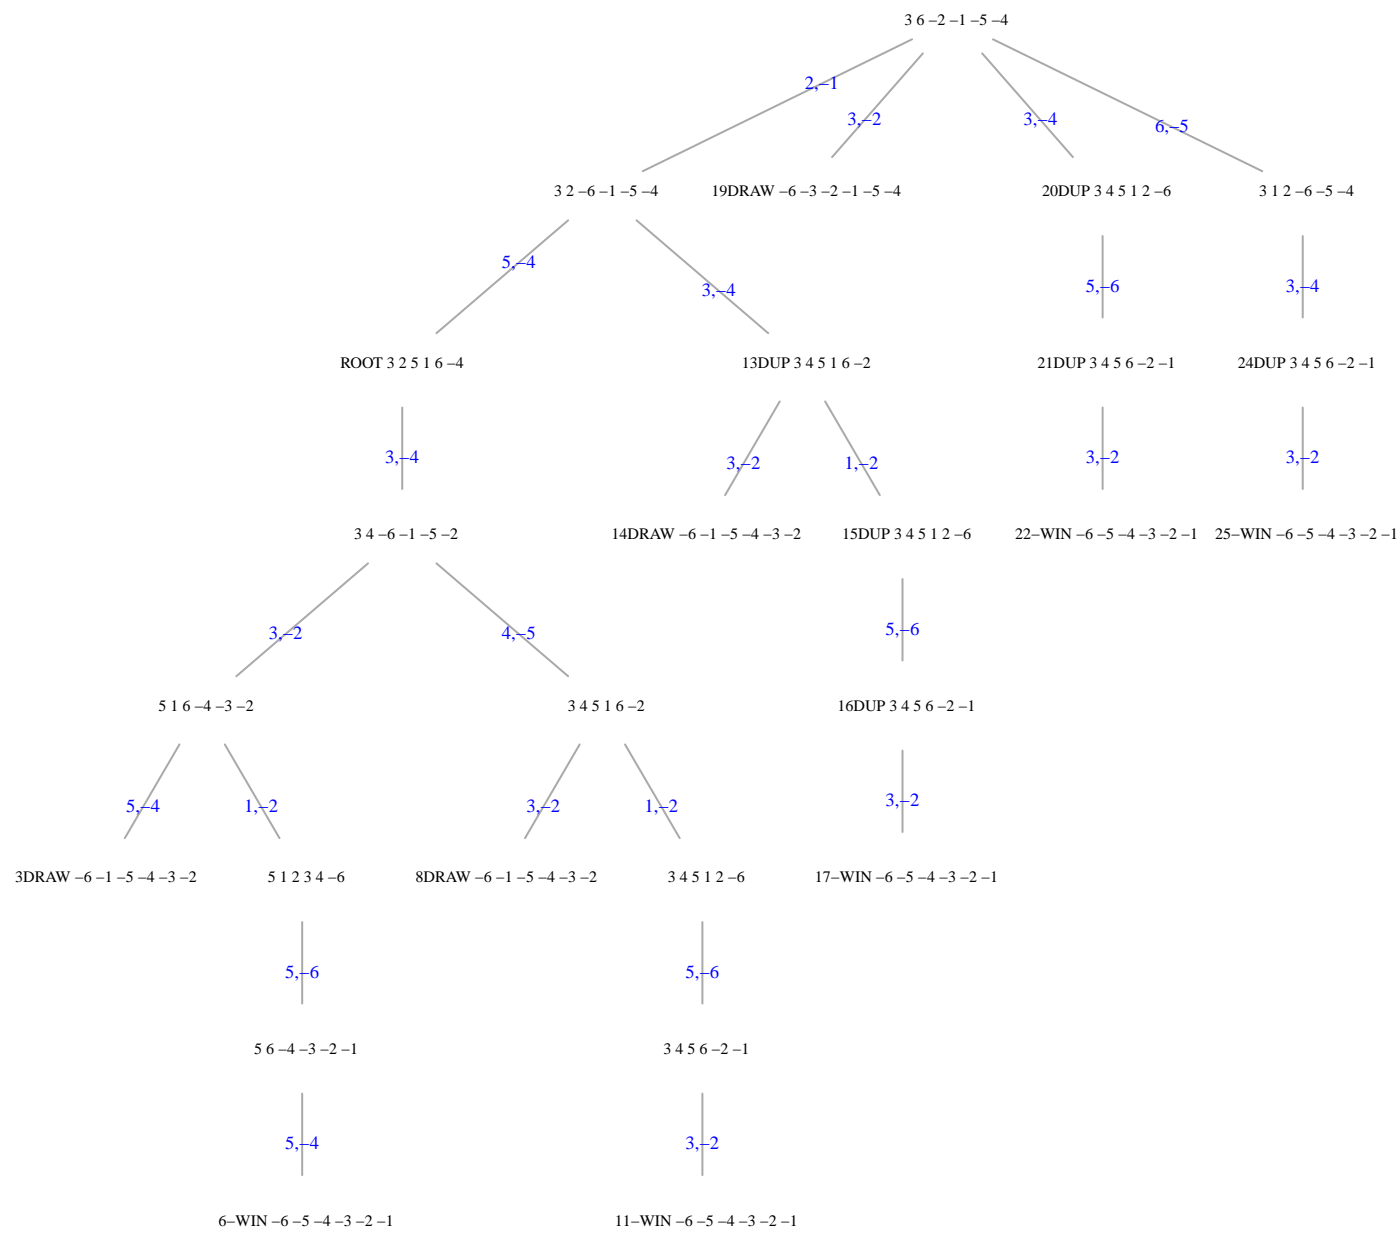 3 6 –2 –1 –5 –4
2,–1
3,–2
3,–4
6,–5
3 2 –6 –1 –5 –4
19DRAW –6 –3 –2 –1 –5 –4
20DUP 3 4 5 1 2 –6
3 1 2 –6 –5 –4
5,–4
3,–4
5,–6
3,–4
ROOT 3 2 5 1 6 –4
13DUP 3 4 5 1 6 –2
21DUP 3 4 5 6 –2 –1
24DUP 3 4 5 6 –2 –1
3,–4
3,–2
1,–2
3,–2
3,–2
3 4 –6 –1 –5 –2
14DRAW –6 –1 –5 –4 –3 –2
15DUP 3 4 5 1 2 –6
22–WIN –6 –5 –4 –3 –2 –1
25–WIN –6 –5 –4 –3 –2 –1
3,–2
4,–5
5,–6
5 1 6 –4 –3 –2
3 4 5 1 6 –2
16DUP 3 4 5 6 –2 –1
5,–4
1,–2
3,–2
1,–2
3,–2
3DRAW –6 –1 –5 –4 –3 –2
5 1 2 3 4 –6
8DRAW –6 –1 –5 –4 –3 –2
3 4 5 1 2 –6
17–WIN –6 –5 –4 –3 –2 –1
5,–6
5,–6
5 6 –4 –3 –2 –1
3 4 5 6 –2 –1
5,–4
3,–2
6–WIN –6 –5 –4 –3 –2 –1
11–WIN –6 –5 –4 –3 –2 –1